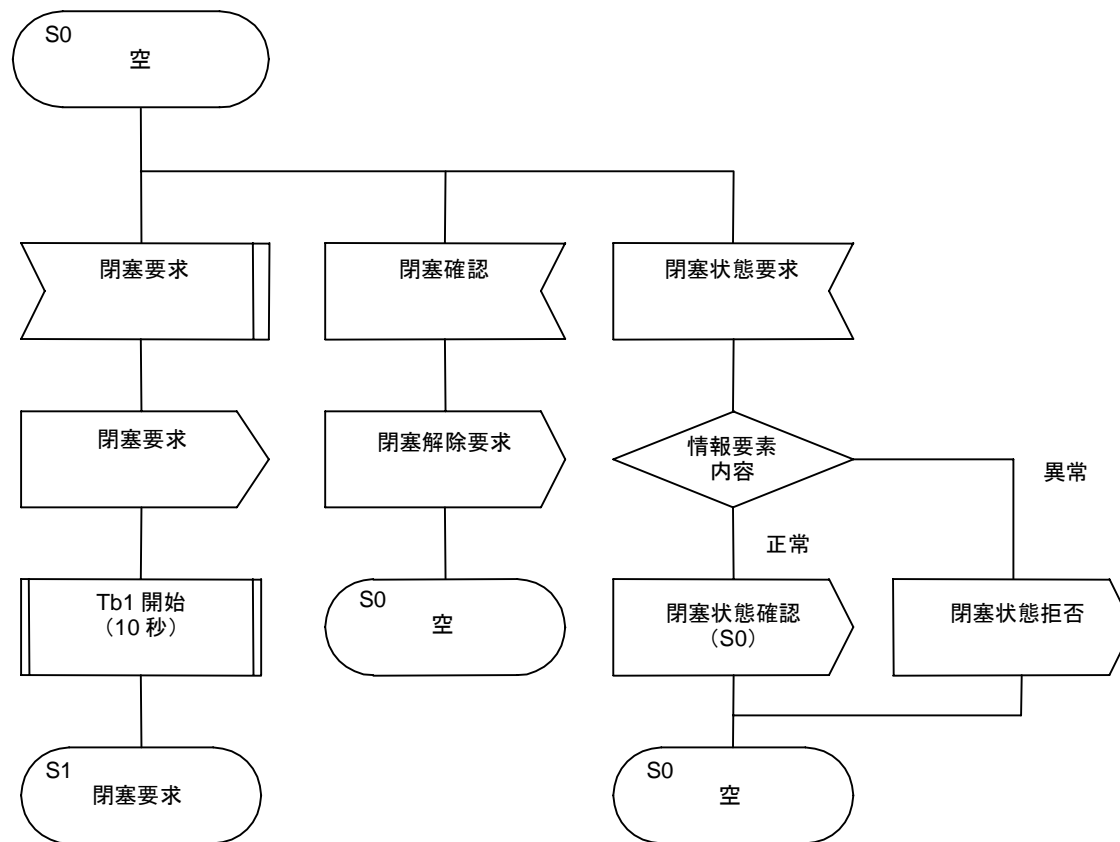 S0
空
閉塞要求
閉塞確認
閉塞状態要求
閉塞要求
閉塞解除要求
情報要素
内容
異常
正常
Tb1 開始
（10 秒）
S0
空
閉塞状態確認
（S0）
閉塞状態拒否
S1
閉塞要求
S0
空